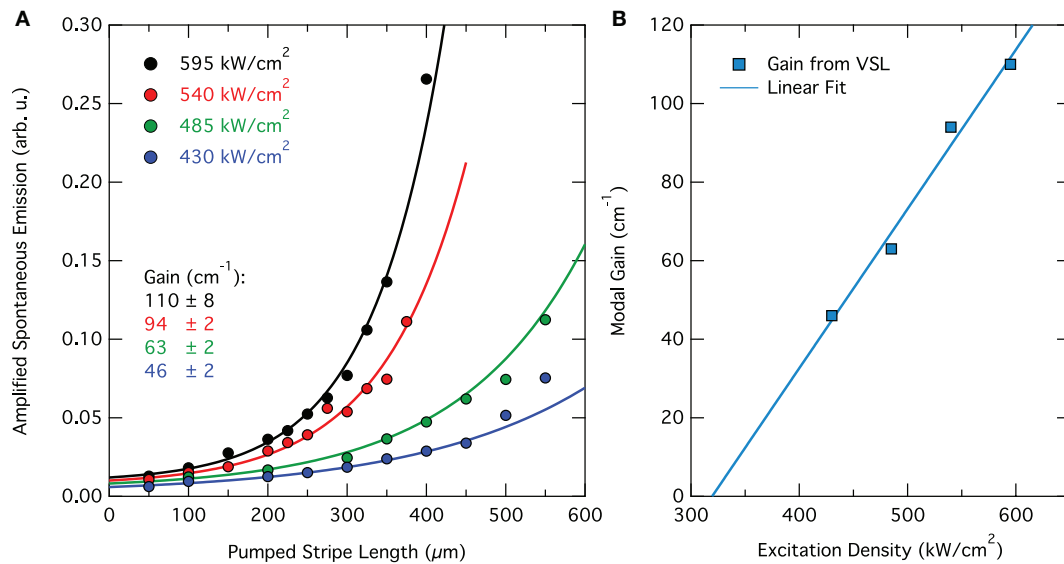 A
Amplified Spontaneous Emission (arb. u.)
0.30
0.25
0.20
0.15
0.10
0.05
0.00
595 kW/cm²
540 kW/cm²
485 kW/cm²
430 kW/cm²
Gain (cm⁻¹):
110 ± 8
94 ± 2
63 ± 2
46 ± 2
0 100 200 300 400 500 600
Pumped Stripe Length (µm)
B
Modal Gain (cm⁻¹)
120
100
80
60
40
20
0
Gain from VSL
Linear Fit
300 400 500 600
Excitation Density (kW/cm²)